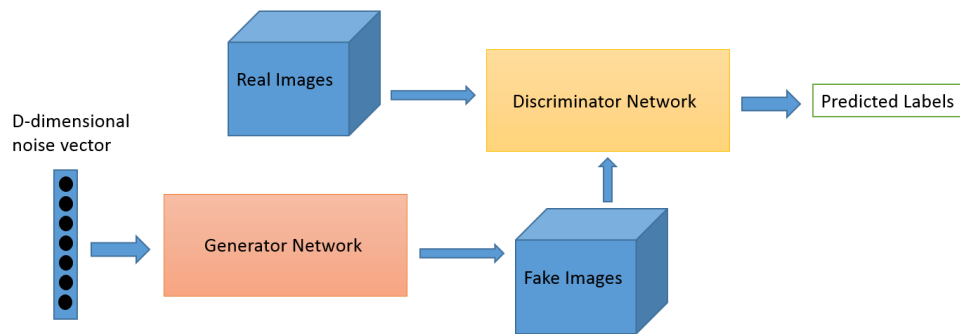 Real Images
Discriminator Network
Predicted Labels
D-dimensional
noise vector
Generator Network
Fake Images